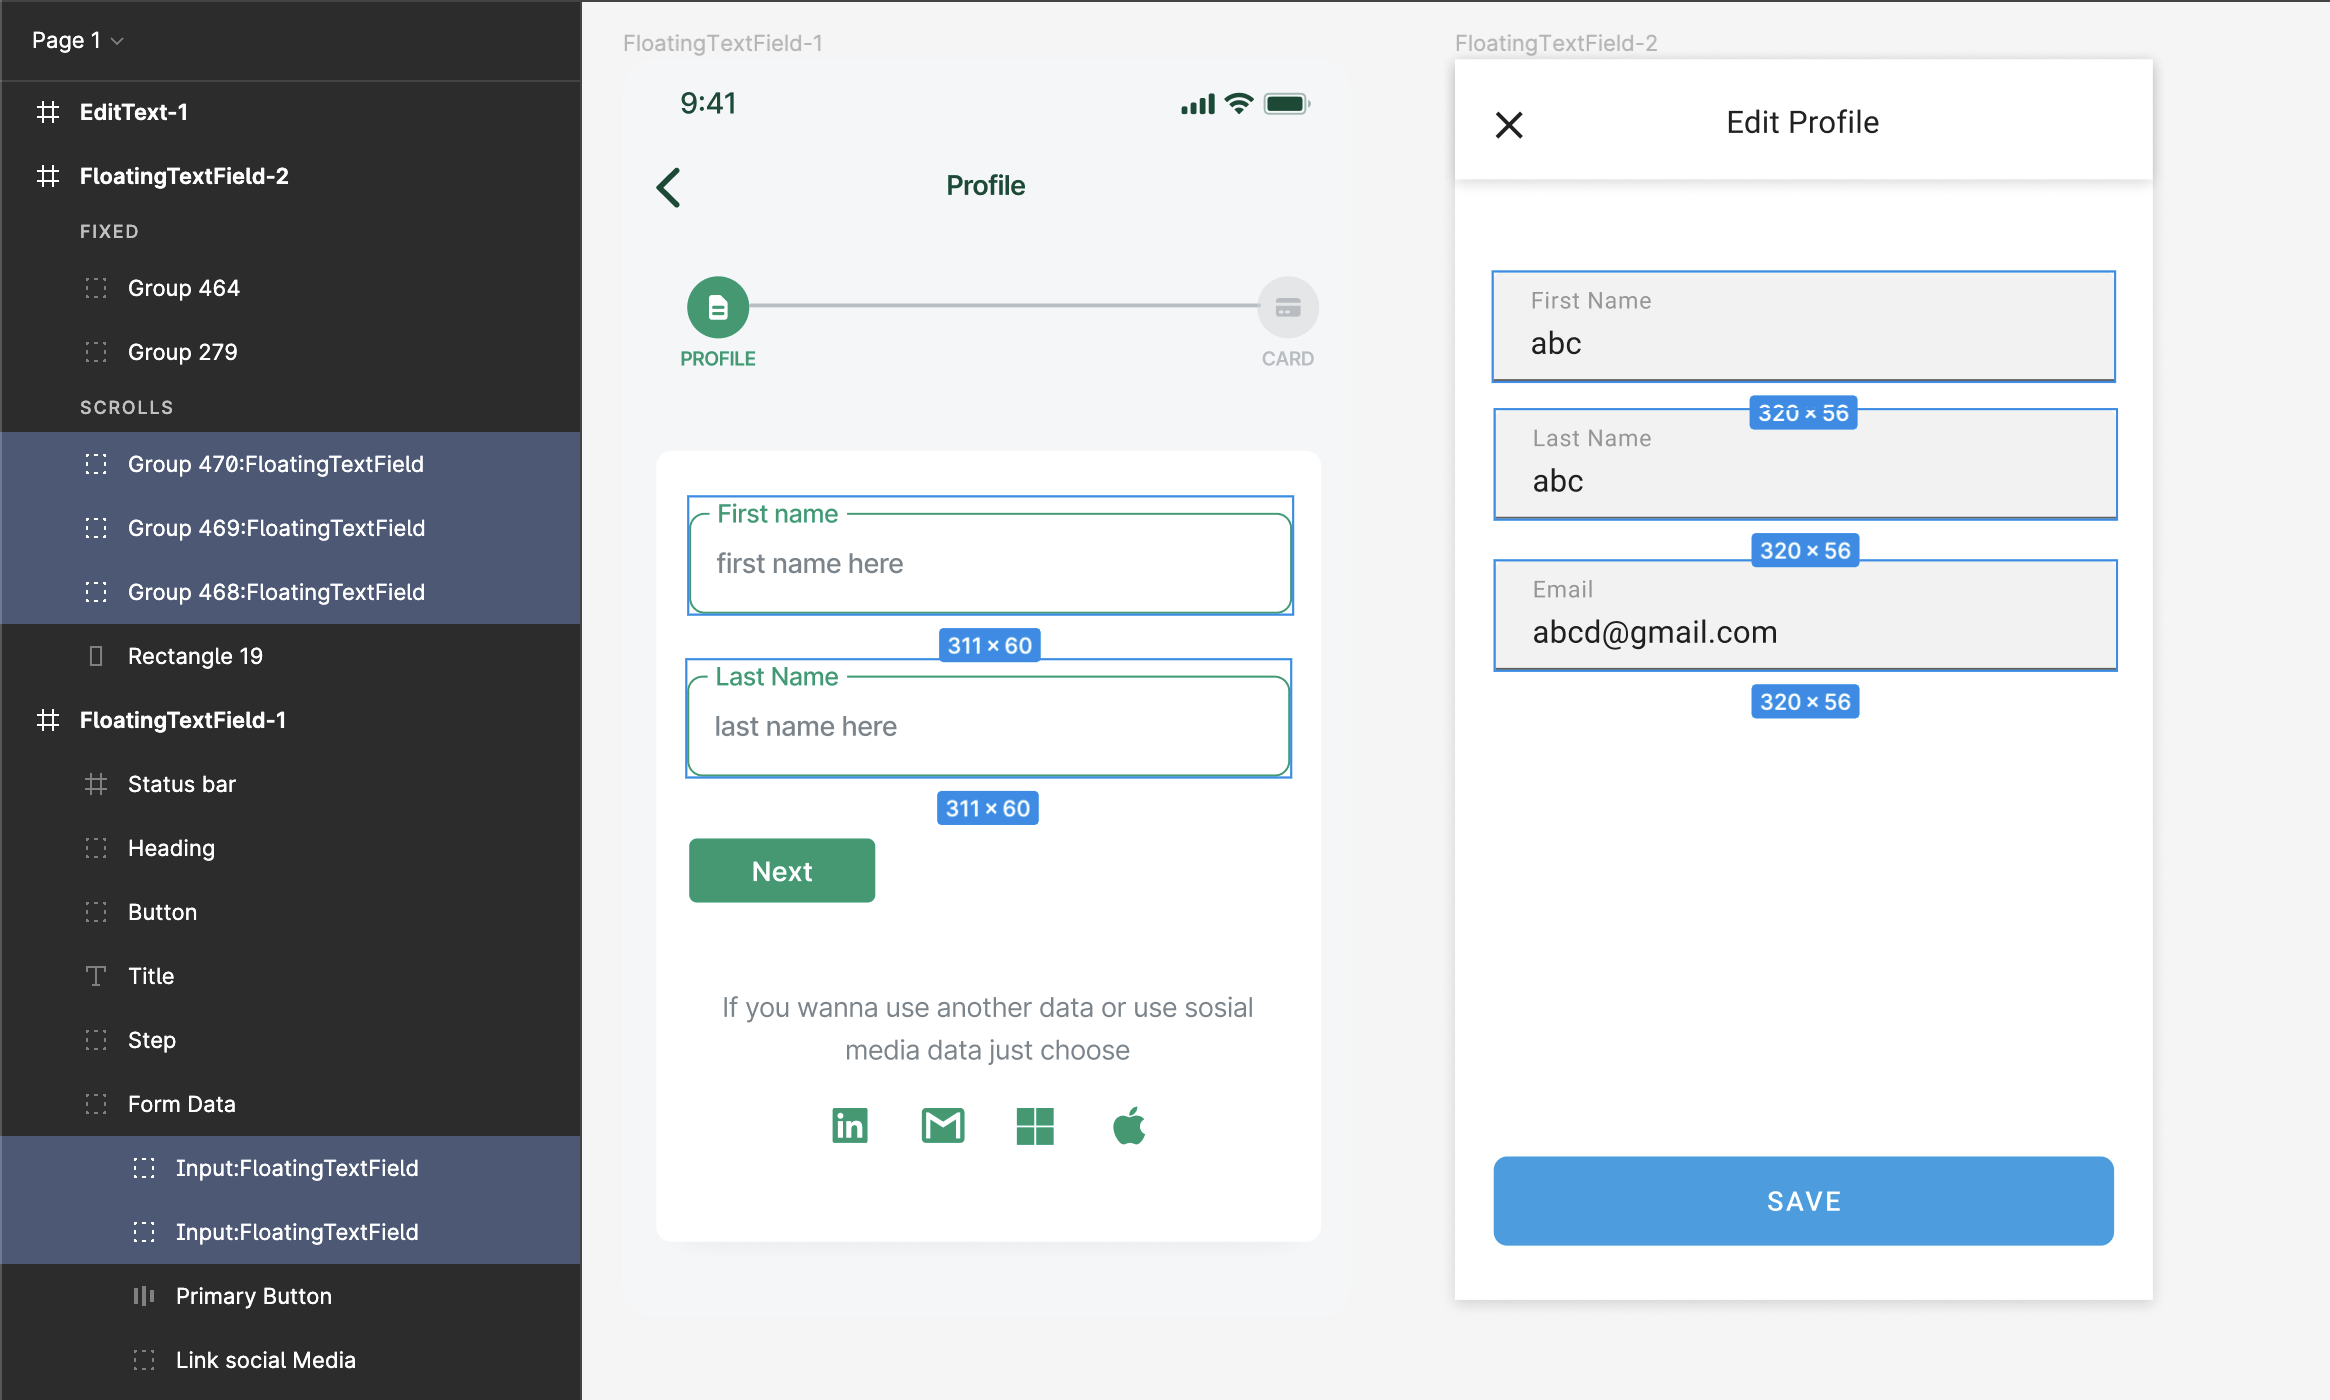 Page 1
EditText-1
FloatingTextField-2
FIXED
Group 464
Group 279
SCROLLS
Group 470:FloatingTextField
Group 469:FloatingTextField
Group 468:FloatingTextField
Rectangle 19
FloatingTextField-1
Status bar
Heading
Button
Title
Step
Form Data
Input:FloatingTextField
Input:FloatingTextField
Primary Button
Link social Media
FloatingTextField-1
9:41
Profile
PROFILE
CARD
First name
first name here
311 × 60
Last Name
last name here
311 × 60
Next
If you wanna use another data or use sosial
media data just choose
in
FloatingTextField-2
Edit Profile
First Name
abc
320 × 56
Last Name
abc
320 × 56
Email
abcd@gmail.com
320 × 56
SAVE